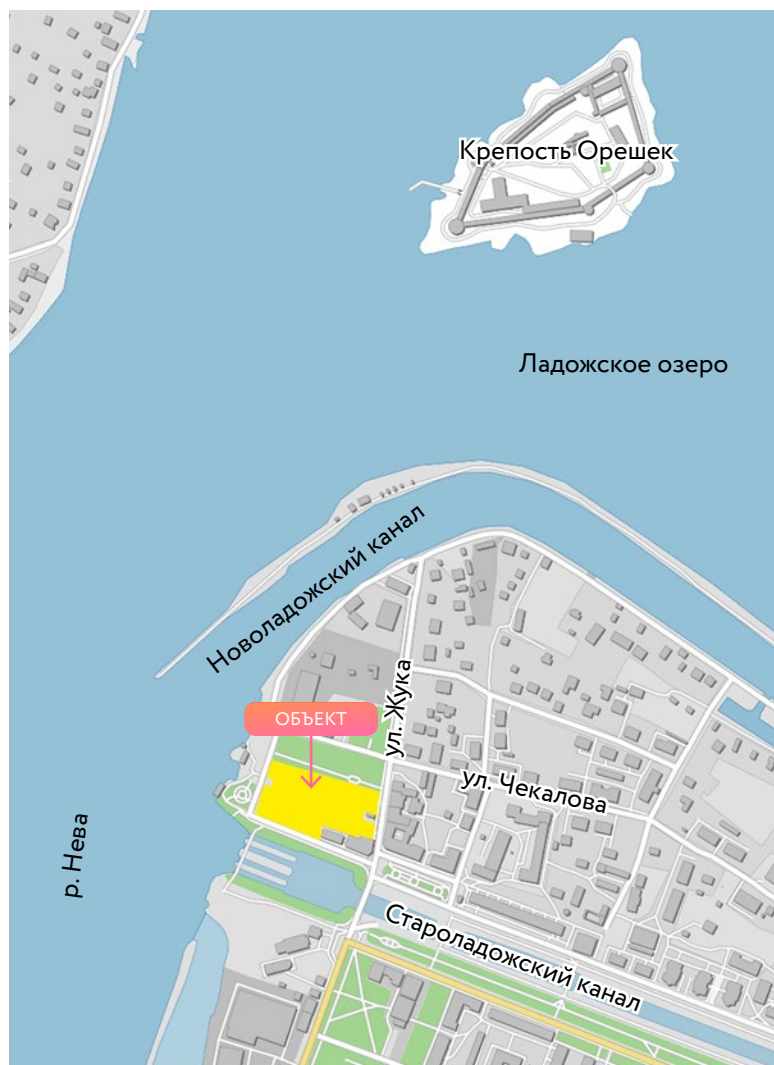 Крепость Орешек
Ладожское озеро
Новоладожский канал
ул. Жука
ОБЪЕКТ
ул. Чекалова
р. Нева
Староладожский канал